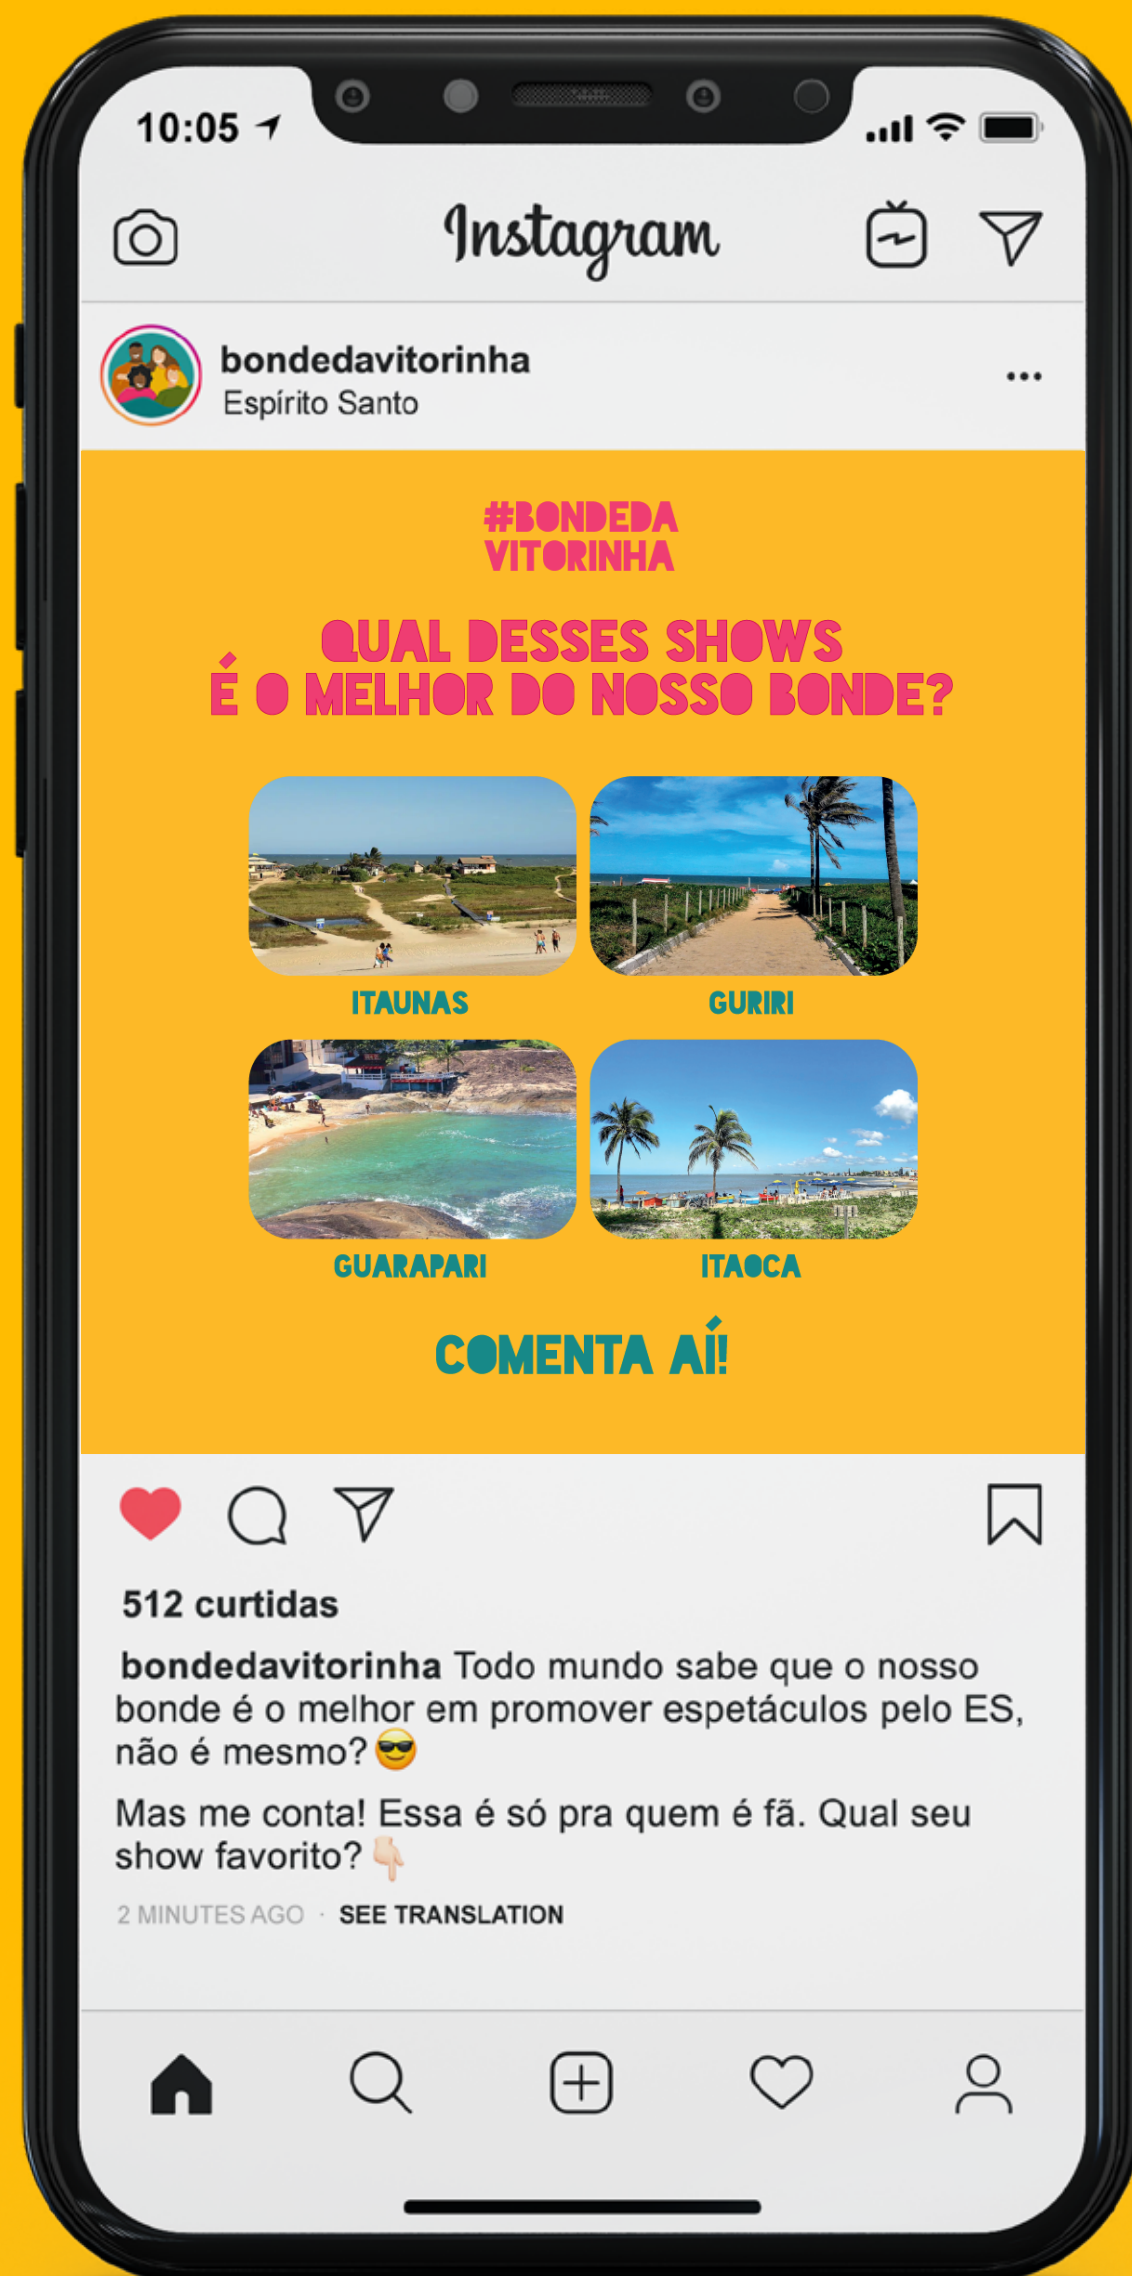 10:05
Instagram
bondedavitorinha
Espírito Santo
#BONDEDA
VITORINHA
QUAL DESSES SHOWS
É O MELHOR DO NOSSO BONDE?
ITAUNAS
GURIRI
GUARAPARI
ITAOCA
COMENTA AÍ!
512 curtidas
bondedavitorinha Todo mundo sabe que o nosso
bonde é o melhor em promover espetáculos pelo ES,
não é mesmo?😎
Mas me conta! Essa é só pra quem é fã. Qual seu
show favorito?👇🏻
2 MINUTES AGO · SEE TRANSLATION